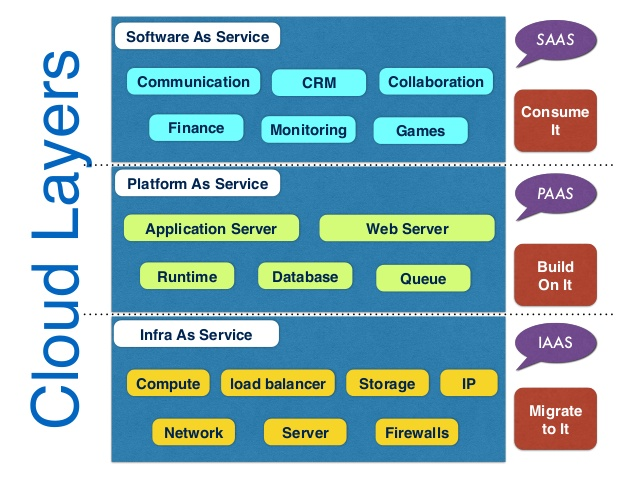 Cloud Layers
Software As Service
SAAS
Communication
CRM
Collaboration
Consume
It
Finance
Monitoring
Games
Platform As Service
PAAS
Application Server
Web Server
Runtime
Database
Queue
Build
On It
Infra As Service
IAAS
Compute
load balancer
Storage
IP
Migrate
to It
Network
Server
Firewalls